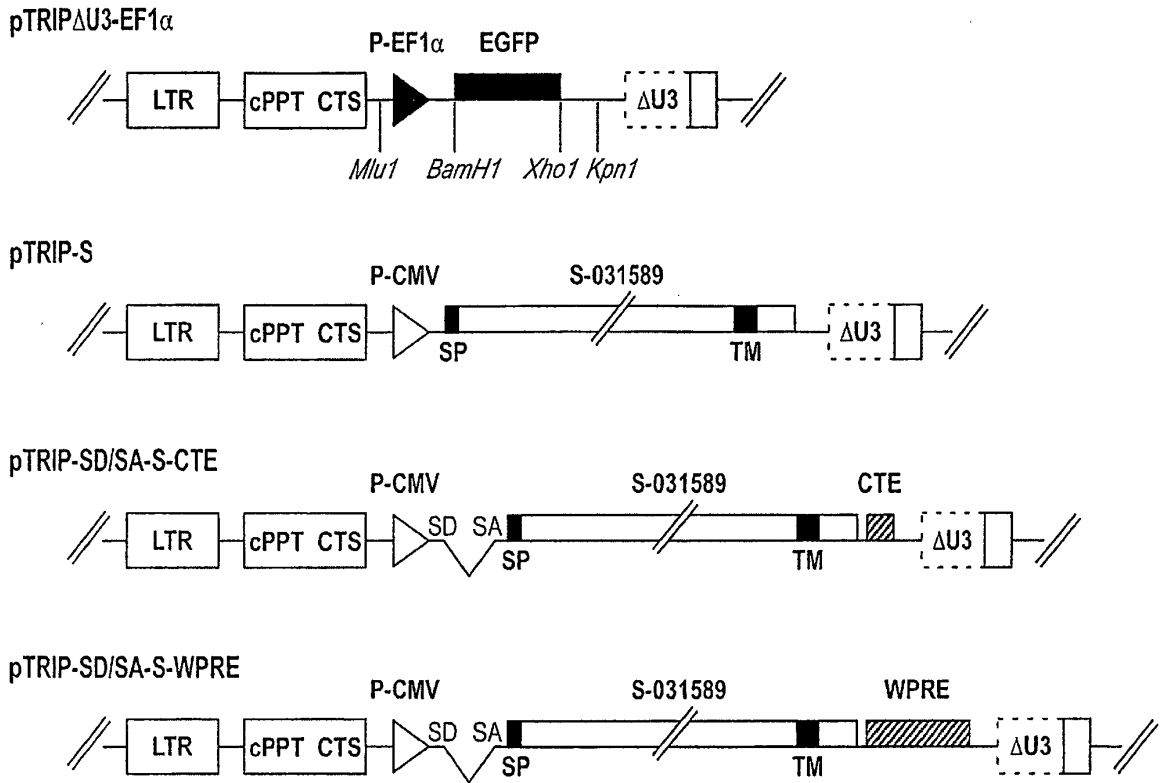 pTRIPΔU3-EF1α
P-EF1α EGFP
LTR cPPT CTS ΔU3
Mlu1 BamH1 Xho1 Kpn1
pTRIP-S
P-CMV S-031589
LTR cPPT CTS ΔU3
SP TM
pTRIP-SD/SA-S-CTE
P-CMV S-031589 CTE
SD SA
LTR cPPT CTS ΔU3
SP TM
pTRIP-SD/SA-S-WPRE
P-CMV S-031589 WPRE
SD SA
LTR cPPT CTS ΔU3
SP TM